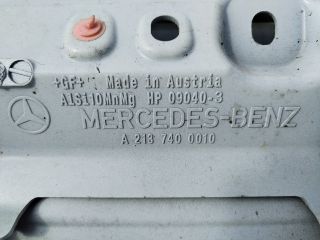 +GF+ Made in Austria
AlSi10MnMg HP 09040-3
MERCEDES-BENZ
A 213 740 0010